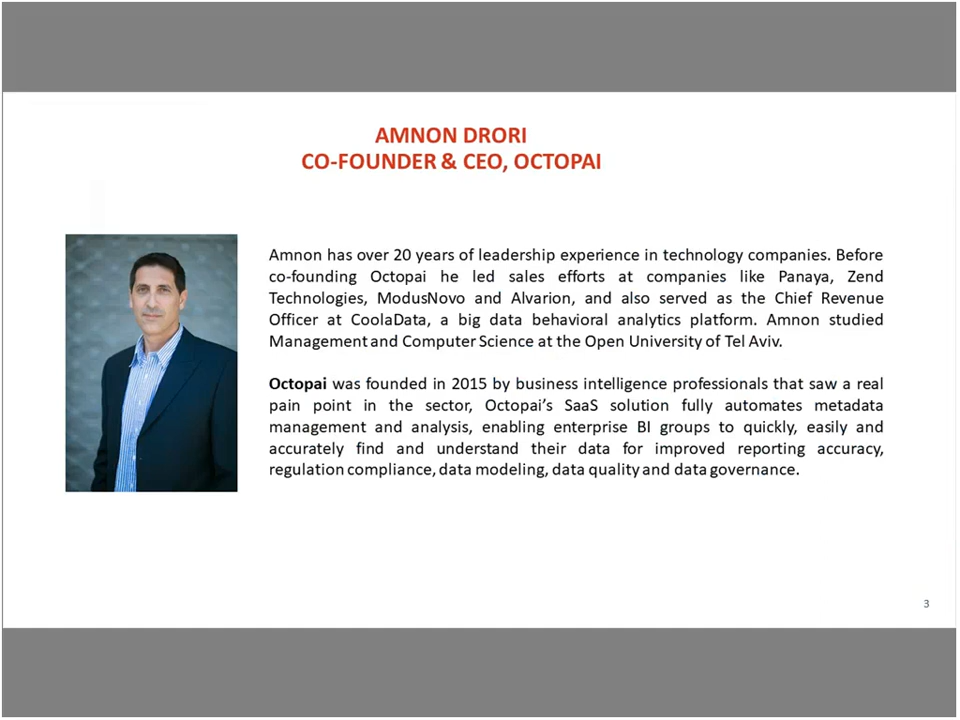 AMNON DRORI
CO-FOUNDER & CEO, OCTOPAI
Amnon has over 20 years of leadership experience in technology companies. Before
co-founding Octopai he led sales efforts at companies like Panaya, Zend
Technologies, ModusNovo and Alvarion, and also served as the Chief Revenue
Officer at CoolaData, a big data behavioral analytics platform. Amnon studied
Management and Computer Science at the Open University of Tel Aviv.
Octopai was founded in 2015 by business intelligence professionals that saw a real
pain point in the sector, Octopai’s SaaS solution fully automates metadata
management and analysis, enabling enterprise BI groups to quickly, easily and
accurately find and understand their data for improved reporting accuracy,
regulation compliance, data modeling, data quality and data governance.
3